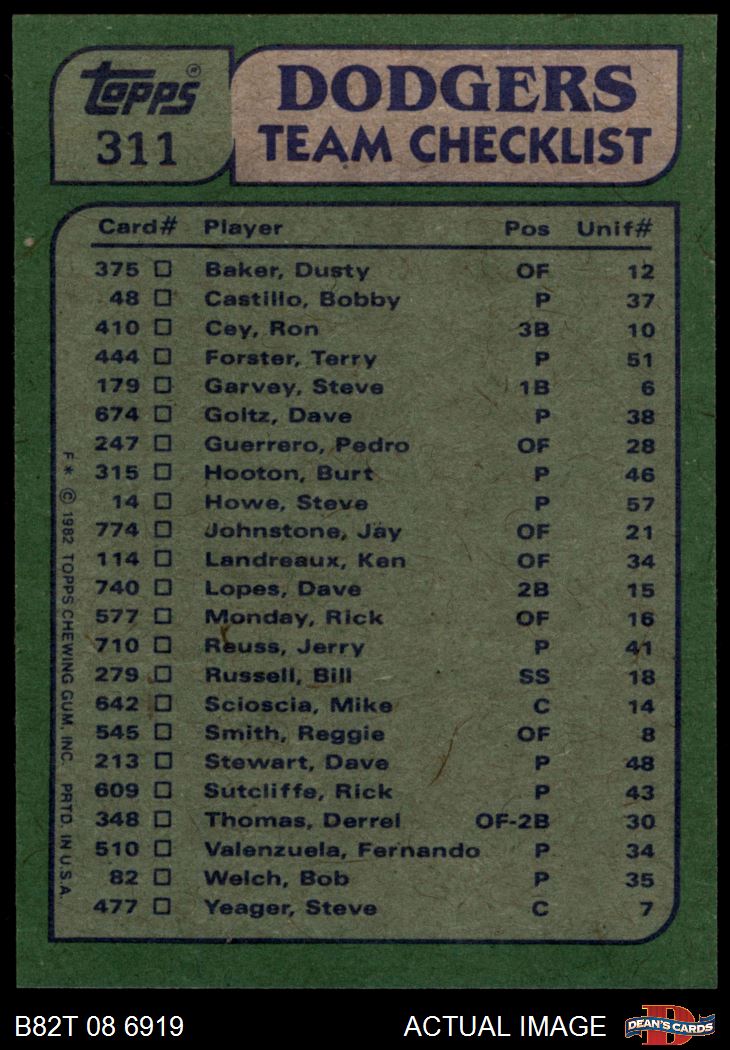 topps®
311
DODGERS
TEAM CHECKLIST
Card# Player Pos Unif#
375 Baker, Dusty OF 12
48 Castillo, Bobby P 37
410 Cey, Ron 3B 10
444 Forster, Terry P 51
179 Garvey, Steve 1B 6
674 Goltz, Dave P 38
247 Guerrero, Pedro OF 28
315 Hooton, Burt P 46
14 Howe, Steve P 57
774 Johnstone, Jay OF 21
114 Landreaux, Ken OF 34
740 Lopes, Dave 2B 15
577 Monday, Rick OF 16
710 Reuss, Jerry P 41
279 Russell, Bill SS 18
642 Scioscia, Mike C 14
545 Smith, Reggie OF 8
213 Stewart, Dave P 48
609 Sutcliffe, Rick P 43
348 Thomas, Derrel OF-2B 30
510 Valenzuela, Fernando P 34
82 Welch, Bob P 35
477 Yeager, Steve C 7
F* © 1982 TOPPS CHEWING GUM, INC. PRTD. IN U.S.A.
B82T 08 6919
ACTUAL IMAGE
D
DEAN'S CARDS